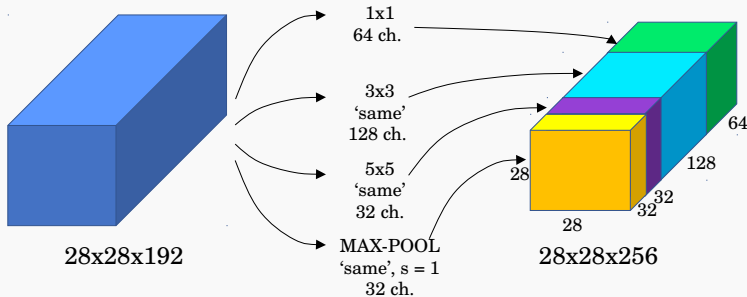 1x1
64 ch.
3x3
‘same’
128 ch.
5x5
‘same’
32 ch.
MAX-POOL
‘same’, s = 1
32 ch.
28x28x192
64
128
32
32
28
28
28x28x256